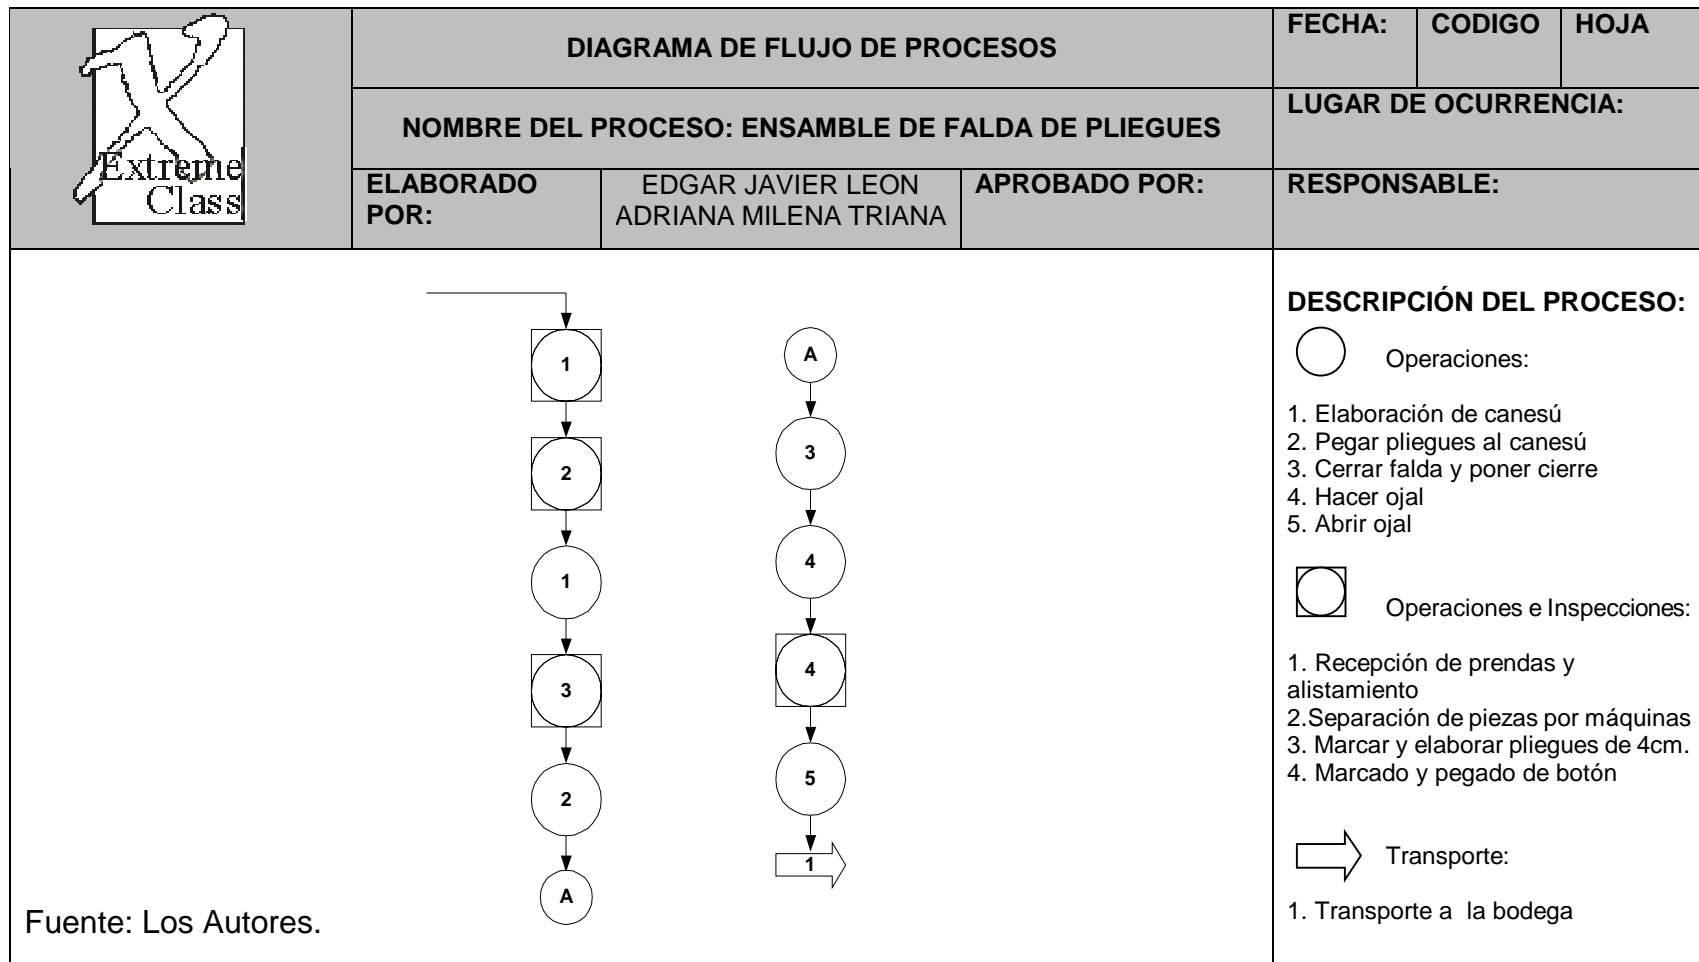 Extreme
Class
DIAGRAMA DE FLUJO DE PROCESOS
FECHA:
CODIGO
HOJA
NOMBRE DEL PROCESO: ENSAMBLE DE FALDA DE PLIEGUES
LUGAR DE OCURRENCIA:
ELABORADO
POR:
EDGAR JAVIER LEON
ADRIANA MILENA TRIANA
APROBADO POR:
RESPONSABLE:
1
2
1
3
2
A
A
3
4
4
5
1
Fuente: Los Autores.
DESCRIPCIÓN DEL PROCESO:
Operaciones:
1. Elaboración de canesú
2. Pegar pliegues al canesú
3. Cerrar falda y poner cierre
4. Hacer ojal
5. Abrir ojal
Operaciones e Inspecciones:
1. Recepción de prendas y
alistamiento
2.Separación de piezas por máquinas
3. Marcar y elaborar pliegues de 4cm.
4. Marcado y pegado de botón
Transporte:
1. Transporte a la bodega